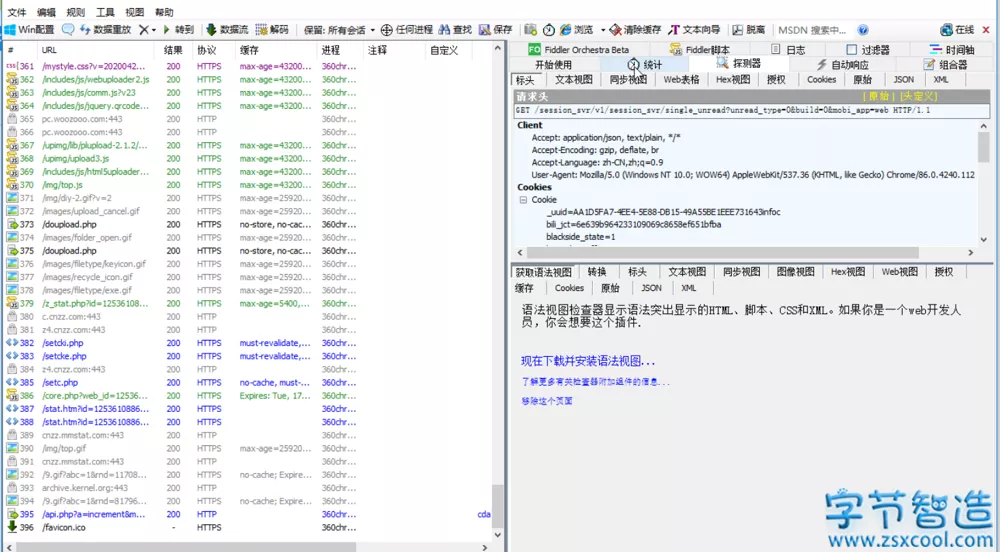 文件 编辑 规则 工具 视图 帮助
Win配置 数据重放 转到 数据流 解码 保留: 所有会话 任何进程 查找 保存 浏览 清除缓存 文本向导 脱离 MSDN 搜索... 在线
# URL 结果 协议 缓存 进程 注释 自定义
361 /mystyle.css?v=2020042... 200 HTTPS max-age=43200... 360chr...
362 /includes/js/webuploader2.js 200 HTTPS max-age=43200... 360chr...
363 /includes/js/comm.js?v23 200 HTTPS max-age=43200... 360chr...
364 /includes/js/jquery.qrcode... 200 HTTPS max-age=43200... 360chr...
365 pc.woozooo.com:443 200 HTTP 360chr...
366 pc.woozooo.com:443 200 HTTP 360chr...
367 /upimg/lib/plupload-2.1.2/... 200 HTTPS max-age=43200... 360chr...
368 /upimg/upload3.js 200 HTTPS max-age=43200... 360chr...
369 /includes/js/html5uploader... 200 HTTPS max-age=43200... 360chr...
370 /img/top.js 200 HTTPS max-age=43200... 360chr...
371 /img/diy-2.gif?v=2 200 HTTPS max-age=25920... 360chr...
372 /images/upload_cancel.gif 200 HTTPS max-age=25920... 360chr...
373 /doupload.php 200 HTTPS no-store, no-cac... 360chr...
374 /images/folder_open.gif 200 HTTPS max-age=25920... 360chr...
375 /doupload.php 200 HTTPS no-store, no-cac... 360chr...
376 /images/filetype/keyicon.gif 200 HTTPS max-age=25920... 360chr...
377 /images/recycle_icon.gif 200 HTTPS max-age=25920... 360chr...
378 /images/filetype/exe.gif 200 HTTPS max-age=25920... 360chr...
379 /z_stat.php?id=12536108... 200 HTTPS max-age=5400,... 360chr...
380 c.cnzz.com:443 200 HTTP 360chr...
381 z4.cnzz.com:443 200 HTTP 360chr...
382 /setcki.php 200 HTTPS must-revalidate,... 360chr...
383 /setcke.php 200 HTTPS must-revalidate,... 360chr...
384 z4.cnzz.com:443 200 HTTP 360chr...
385 /setc.php 200 HTTPS no-cache, must-... 360chr...
386 /core.php?web_id=12536... 200 HTTPS Expires: Tue, 17... 360chr...
387 /stat.htm?id=1253610886... 200 HTTPS 360chr...
388 /stat.htm?id=1253610886... 200 HTTPS 360chr...
389 cnzz.mmstat.com:443 200 HTTP 360chr...
390 /img/top.gif 200 HTTPS max-age=25920... 360chr...
391 cnzz.mmstat.com:443 200 HTTP 360chr...
392 /9.gif?abc=1&rnd=11708... 200 HTTPS no-cache; Expire... 360chr...
393 archive.kernel.org:443 200 HTTP 360chr...
394 /9.gif?abc=1&rnd=81796... 200 HTTPS no-cache; Expire... 360chr...
395 /api.php?a=increment&m... 200 HTTPS 360chr... cda
396 /favicon.ico - HTTPS 360chr...
FO Fiddler Orchestra Beta Fiddler脚本 日志 过滤器 时间轴
开始使用 统计 探测器 自动响应 组合器
标头 文本视图 同步视图 Web表格 Hex视图 授权 Cookies 原始 JSON XML
请求头 [ 原始 ] [头定义]
GET /session_svr/v1/session_svr/single_unread?unread_type=0&build=0&mobi_app=web HTTP/1.1
Client
Accept: application/json, text/plain, */*
Accept-Encoding: gzip, deflate, br
Accept-Language: zh-CN,zh;q=0.9
User-Agent: Mozilla/5.0 (Windows NT 10.0; WOW64) AppleWebKit/537.36 (KHTML, like Gecko) Chrome/86.0.4240.112
Cookies
Cookie
_uuid=AA1D5FA7-4EE4-5E88-DB15-49A55BE1EEE731643infoc
bili_jct=6e639b964233109069c8658ef651bfba
blackside_state=1
获取语法视图 转换 标头 文本视图 同步视图 图像视图 Hex视图 Web视图 授权
缓存 Cookies 原始 JSON XML
语法视图检查器显示语法突出显示的HTML、脚本、CSS和XML。如果你是一个web开发人
员，你会想要这个插件.
现在下载并安装语法视图...
了解更多有关检查器附加组件的信息...
移除这个页面
字节智造
www.zsxcool.com